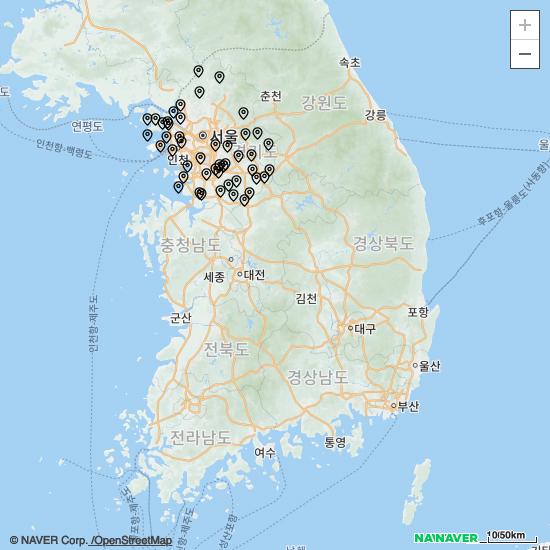 +
−
속초
춘천
강원도
강릉
연평도
서울
인천항-백령도
인천
경기도
울
후포항-울릉도(사동항)
충청남도
경상북도
세종
대전
김천
군산
포항
인천항-제주도
전북도
대구
울산
경상남도
부산
전라남도
여수
통영
© NAVER Corp. /OpenStreetMap
NAVER
10/50km